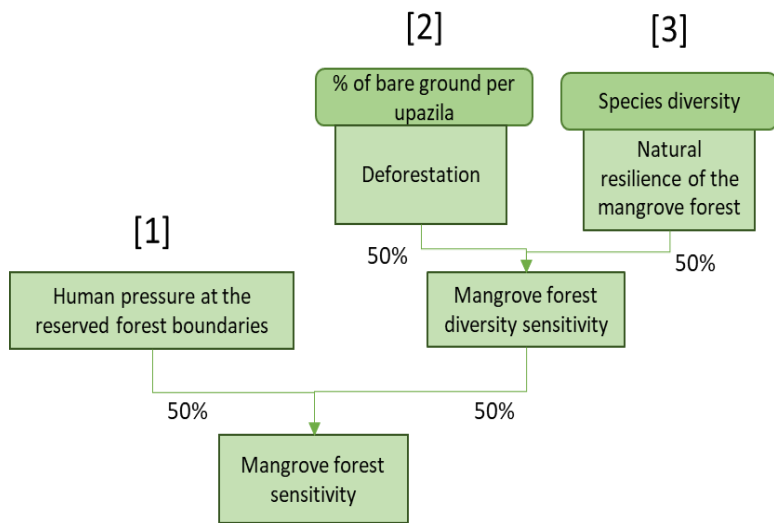 [2]
[3]
% of bare ground per
upazila
Species diversity
Deforestation
Natural
resilience of the
mangrove forest
[1]
50%
50%
Human pressure at the
reserved forest boundaries
Mangrove forest
diversity sensitivity
50%
50%
Mangrove forest
sensitivity